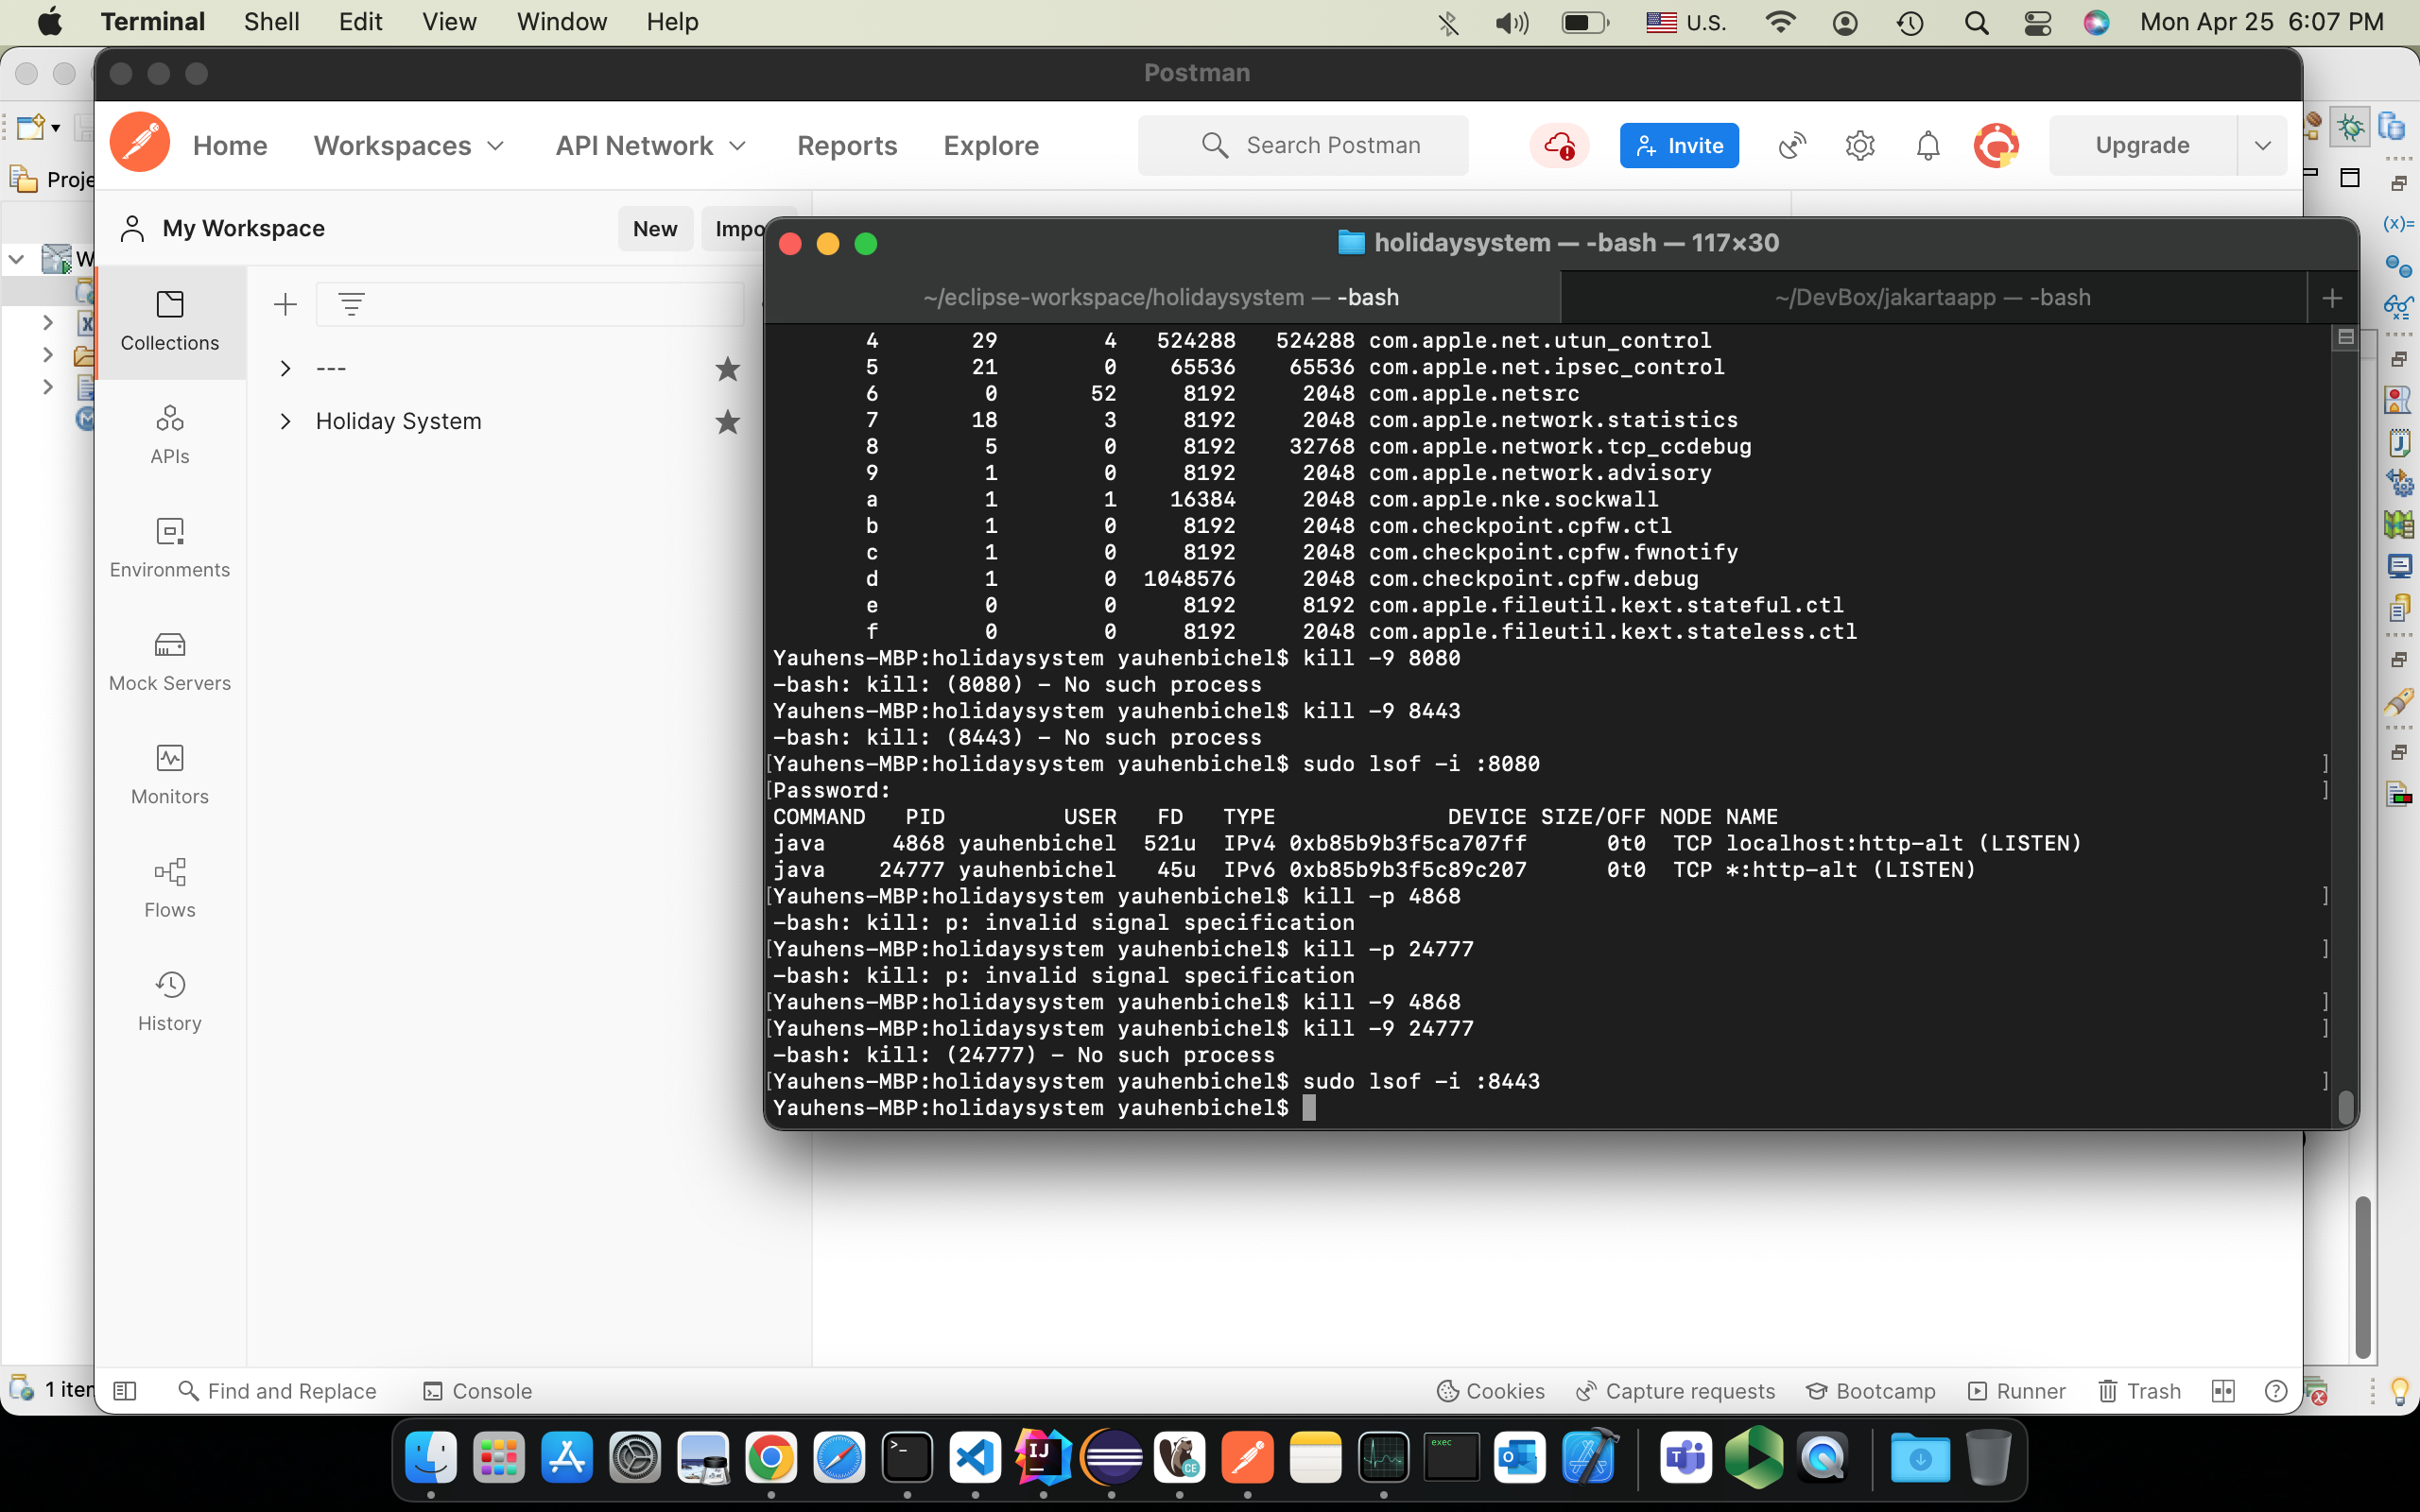 Terminal Shell Edit View Window Help U.S. Mon Apr 25 6:07 PM
Postman
Home Workspaces API Network Reports Explore Search Postman Invite Upgrade
Proje
My Workspace New Impo
holidaysystem — -bash — 117×30
~/eclipse-workspace/holidaysystem — -bash ~/DevBox/jakartaapp — -bash
W
Collections
APIs
Environments
Mock Servers
Monitors
Flows
History
---
Holiday System
4 29 4 524288 524288 com.apple.net.utun_control
5 21 0 65536 65536 com.apple.net.ipsec_control
6 0 52 8192 2048 com.apple.netsrc
7 18 3 8192 2048 com.apple.network.statistics
8 5 0 8192 32768 com.apple.network.tcp_ccdebug
9 1 0 8192 2048 com.apple.network.advisory
a 1 1 16384 2048 com.apple.nke.sockwall
b 1 0 8192 2048 com.checkpoint.cpfw.ctl
c 1 0 8192 2048 com.checkpoint.cpfw.fwnotify
d 1 0 1048576 2048 com.checkpoint.cpfw.debug
e 0 0 8192 8192 com.apple.fileutil.kext.stateful.ctl
f 0 0 8192 2048 com.apple.fileutil.kext.stateless.ctl
Yauhens-MBP:holidaysystem yauhenbichel$ kill -9 8080
-bash: kill: (8080) - No such process
Yauhens-MBP:holidaysystem yauhenbichel$ kill -9 8443
-bash: kill: (8443) - No such process
[Yauhens-MBP:holidaysystem yauhenbichel$ sudo lsof -i :8080 ]
[Password: ]
COMMAND PID USER FD TYPE DEVICE SIZE/OFF NODE NAME
java 4868 yauhenbichel 521u IPv4 0xb85b9b3f5ca707ff 0t0 TCP localhost:http-alt (LISTEN)
java 24777 yauhenbichel 45u IPv6 0xb85b9b3f5c89c207 0t0 TCP *:http-alt (LISTEN)
[Yauhens-MBP:holidaysystem yauhenbichel$ kill -p 4868 ]
-bash: kill: p: invalid signal specification
[Yauhens-MBP:holidaysystem yauhenbichel$ kill -p 24777 ]
-bash: kill: p: invalid signal specification
[Yauhens-MBP:holidaysystem yauhenbichel$ kill -9 4868 ]
[Yauhens-MBP:holidaysystem yauhenbichel$ kill -9 24777 ]
-bash: kill: (24777) - No such process
[Yauhens-MBP:holidaysystem yauhenbichel$ sudo lsof -i :8443 ]
Yauhens-MBP:holidaysystem yauhenbichel$
(x)=
1 iten Find and Replace Console Cookies Capture requests Bootcamp Runner Trash
>_ IJ CE exec